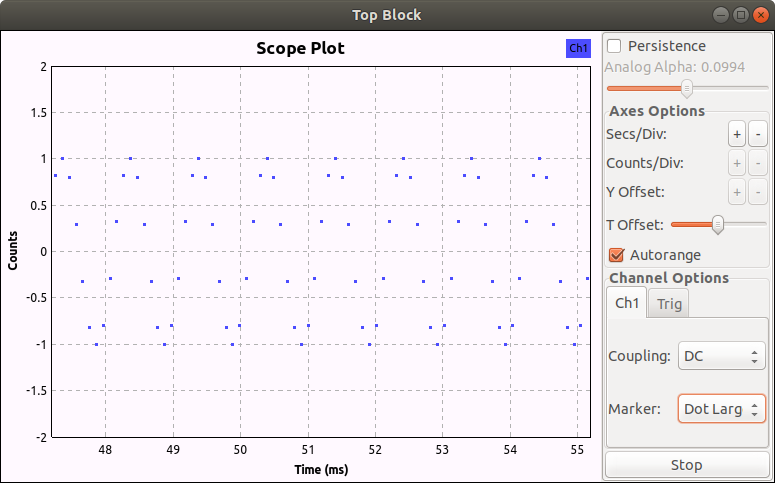 Top Block
Scope Plot
Ch1
2
1.5
1
0.5
0
-0.5
-1
-1.5
-2
Counts
48 49 50 51 52 53 54 55
Time (ms)
Persistence
Analog Alpha: 0.0994
Axes Options
Secs/Div: + -
Counts/Div: + -
Y Offset: + -
T Offset:
Autorange
Channel Options
Ch1 Trig
Coupling: DC
Marker: Dot Larg
Stop